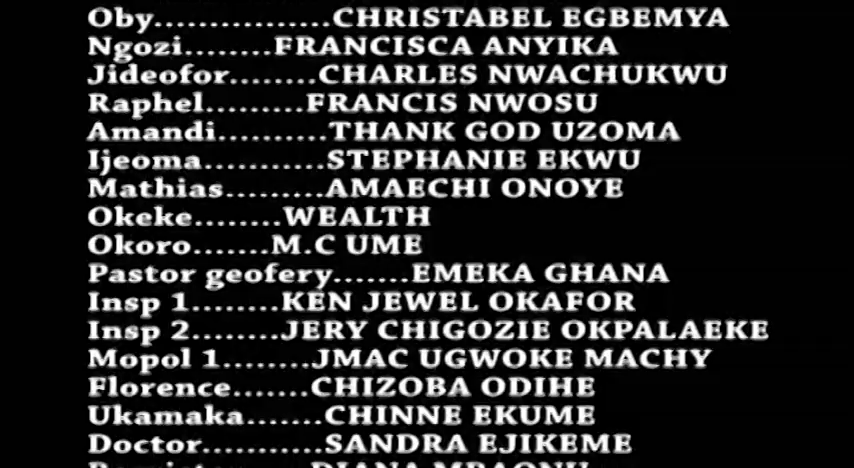 Oby................CHRISTABEL EGBEMYA
Ngozi........FRANCISCA ANYIKA
Jideofor........CHARLES NWACHUKWU
Raphel.........FRANCIS NWOSU
Amandi..........THANK GOD UZOMA
Ijeoma...........STEPHANIE EKWU
Mathias.........AMAECHI ONOYE
Okeke........WEALTH
Okoro.......M.C UME
Pastor geofery.......EMEKA GHANA
Insp 1........KEN JEWEL OKAFOR
Insp 2........JERY CHIGOZIE OKPALAEKE
Mopol 1........JMAC UGWOKE MACHY
Florence.......CHIZOBA ODIHE
Ukamaka.......CHINNE EKUME
Doctor...........SANDRA EJIKEME
DIANA